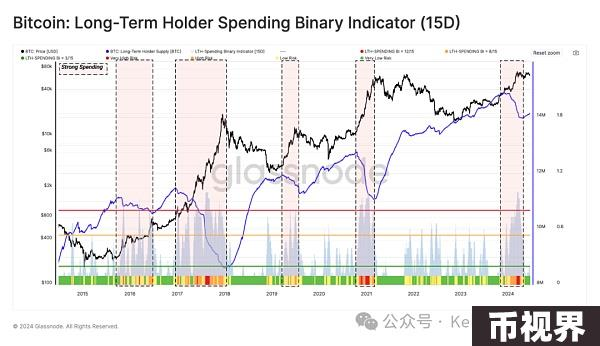 Bitcoin: Long-Term Holder Spending Binary Indicator (15D)
BTC: Price [USD] BTC: Long-Term Holder Supply [BTC] LTH-Spending Binary Indicator [15D] LTH-SPENDING BI = 12/15 LTH-SPENDING BI = 8/15 Reset zoom
LTH-SPENDING BI = 3/15 Very High Risk High Risk Low Risk Very Low Risk
Strong Spending
$80k
$40k
$10k
$6k
$2k
$800
$400
$100
14M 1.6
12M 1.2
10M 0.8
8M 0
glassnode
2015 2016 2017 2018 2019 2020 2021 2022 2023 2024
© 2024 Glassnode. All Rights Reserved.
公众号 · Ke
币视界